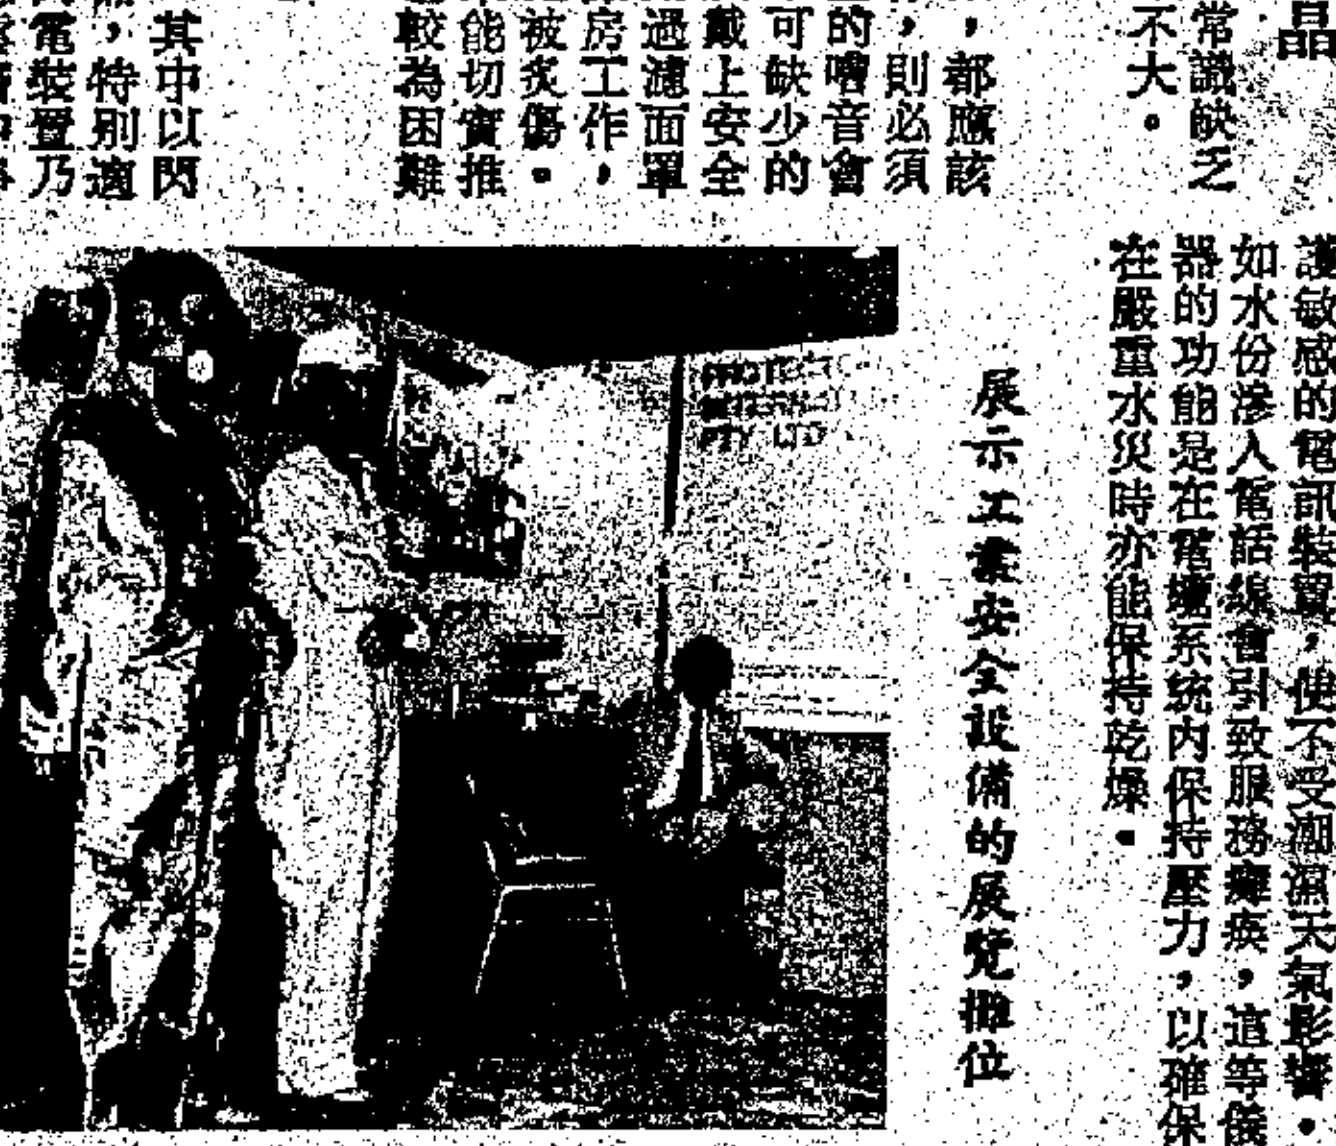 晶
常識缺乏
不大。
，都應該
，則必須
的嘈音會
可缺少的
戴上安全
過濾面罩
房工作，
被炙傷。
能切實推
較為困難
其中以閃
，特別適
電裝置乃
護敏感的電訊裝置，使不受潮濕天氣影響。
如水份滲入電話線會引致服務癱瘓，這等儀
器的功能是在電纜系統內保持壓力，以確保
在嚴重水災時亦能保持乾燥。
展示工業安全設備的展覽攤位
PTY LTD